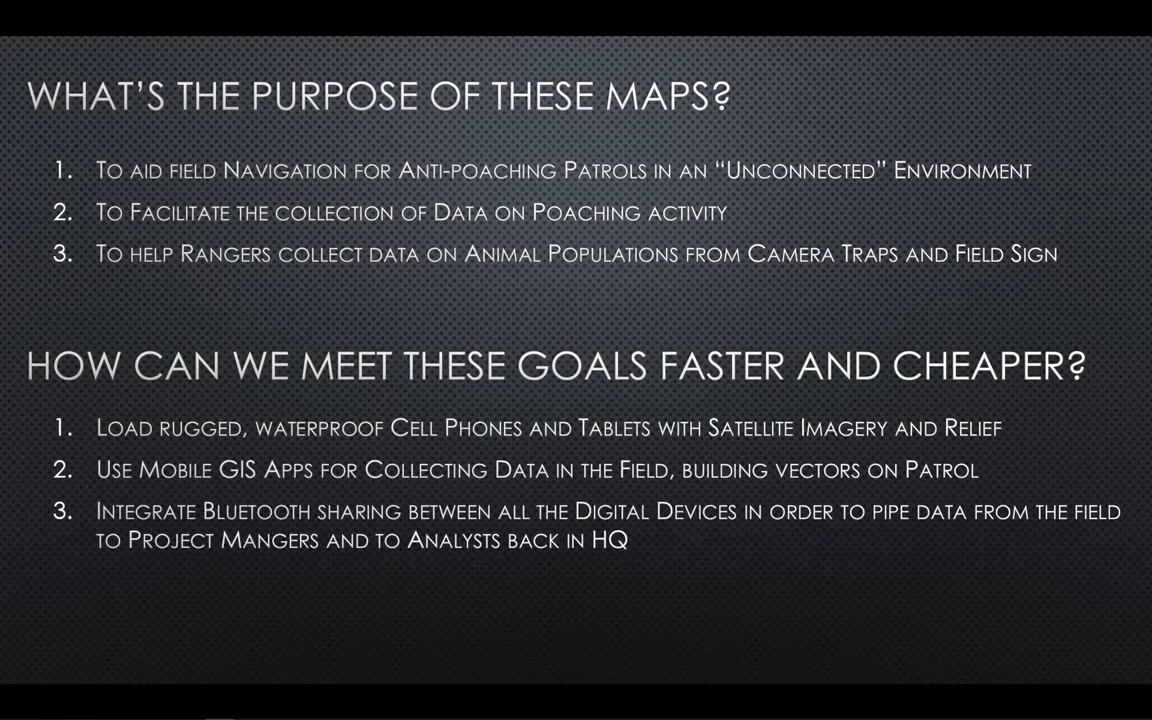 WHAT'S THE PURPOSE OF THESE MAPS?
1. TO AID FIELD NAVIGATION FOR ANTI-POACHING PATROLS IN AN “UNCONNECTED” ENVIRONMENT
2. TO FACILITATE THE COLLECTION OF DATA ON POACHING ACTIVITY
3. TO HELP RANGERS COLLECT DATA ON ANIMAL POPULATIONS FROM CAMERA TRAPS AND FIELD SIGN
HOW CAN WE MEET THESE GOALS FASTER AND CHEAPER?
1. LOAD RUGGED, WATERPROOF CELL PHONES AND TABLETS WITH SATELLITE IMAGERY AND RELIEF
2. USE MOBILE GIS APPS FOR COLLECTING DATA IN THE FIELD, BUILDING VECTORS ON PATROL
3. INTEGRATE BLUETOOTH SHARING BETWEEN ALL THE DIGITAL DEVICES IN ORDER TO PIPE DATA FROM THE FIELD
TO PROJECT MANGERS AND TO ANALYSTS BACK IN HQ